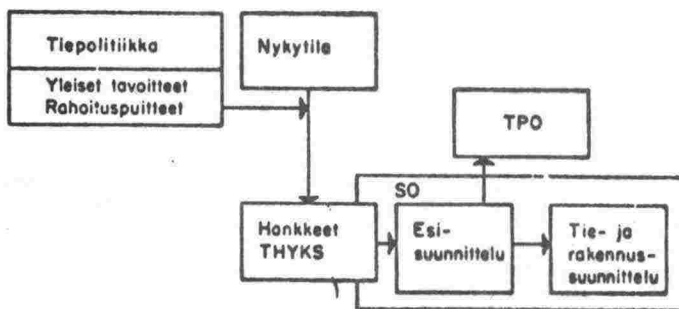 Tiepolitiikka
Yleiset tavoitteet
Rahoituspuitteet
Nykytila
TPO
SO
Hankkeet
THYKS
Esi-
suunnittelu
Tie- ja
rakennus-
suunnittelu